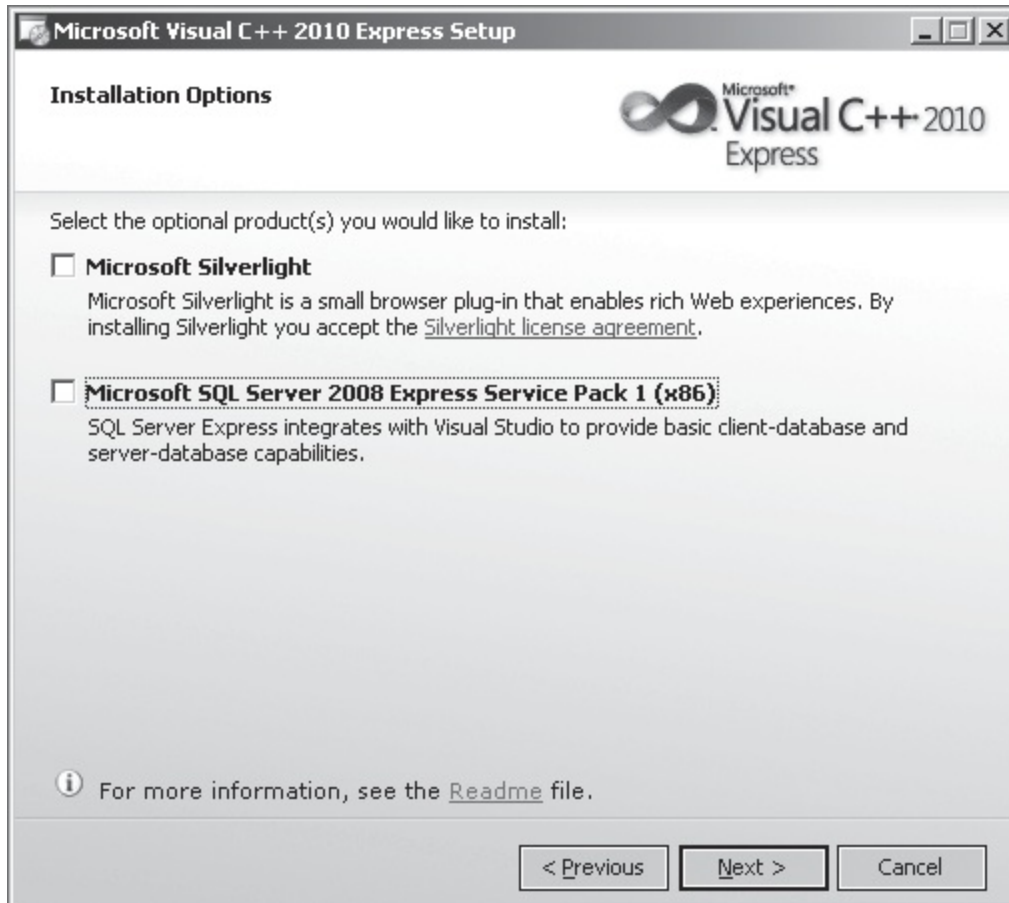 Microsoft Visual C++ 2010 Express Setup
Installation Options
Microsoft®
Visual C++ 2010
Express
Select the optional product(s) you would like to install:
Microsoft Silverlight
Microsoft Silverlight is a small browser plug-in that enables rich Web experiences. By
installing Silverlight you accept the Silverlight license agreement.
Microsoft SQL Server 2008 Express Service Pack 1 (x86)
SQL Server Express integrates with Visual Studio to provide basic client-database and
server-database capabilities.
For more information, see the Readme file.
< Previous
Next >
Cancel